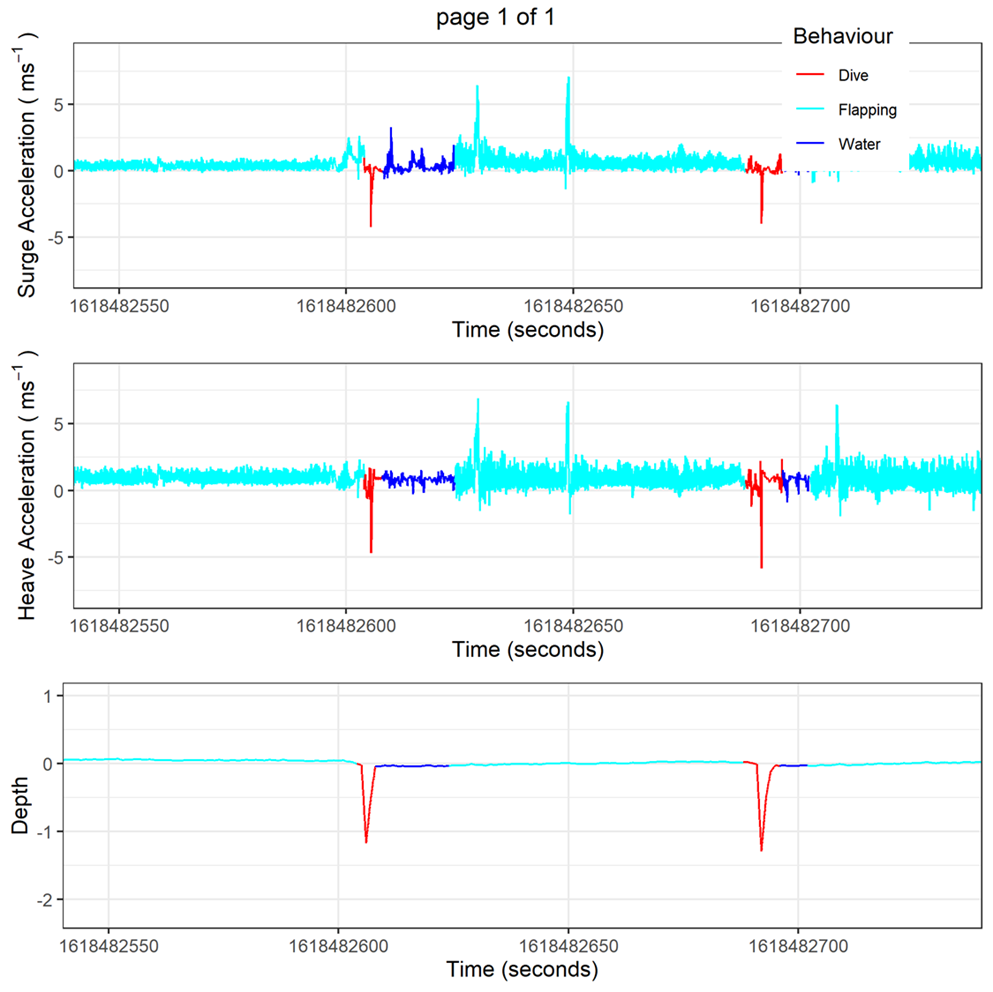 page 1 of 1
Surge Acceleration ( ms⁻¹ )
5
0
-5
1618482550 1618482600 1618482650 1618482700
Time (seconds)
Behaviour
Dive
Flapping
Water
Heave Acceleration ( ms⁻¹ )
5
0
-5
1618482550 1618482600 1618482650 1618482700
Time (seconds)
Depth
1
0
-1
-2
1618482550 1618482600 1618482650 1618482700
Time (seconds)